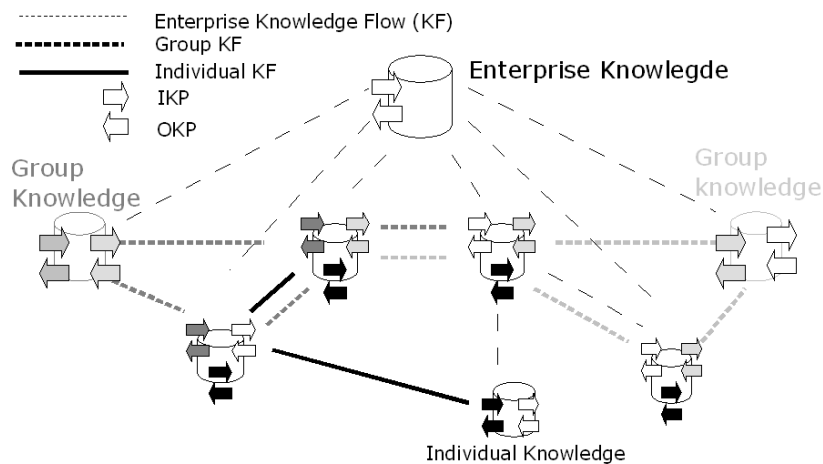 Enterprise Knowledge Flow (KF)
Group KF
Individual KF
IKP
OKP
Enterprise Knowlegde
Group
Knowledge
Group
knowledge
Individual Knowledge